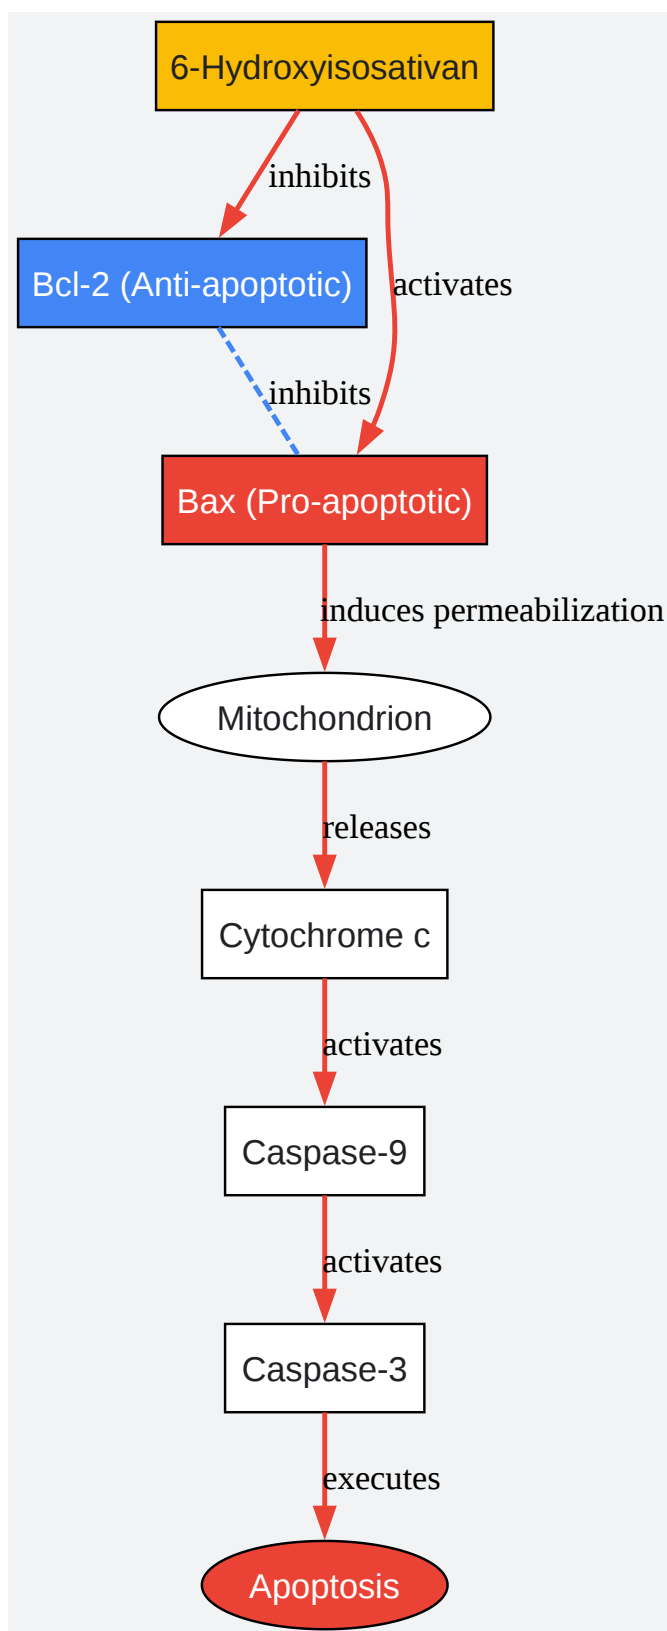 6-Hydroxyisosativan
inhibits
Bcl-2 (Anti-apoptotic)
activates
inhibits
Bax (Pro-apoptotic)
induces permeabilization
Mitochondrion
releases
Cytochrome c
activates
Caspase-9
activates
Caspase-3
executes
Apoptosis